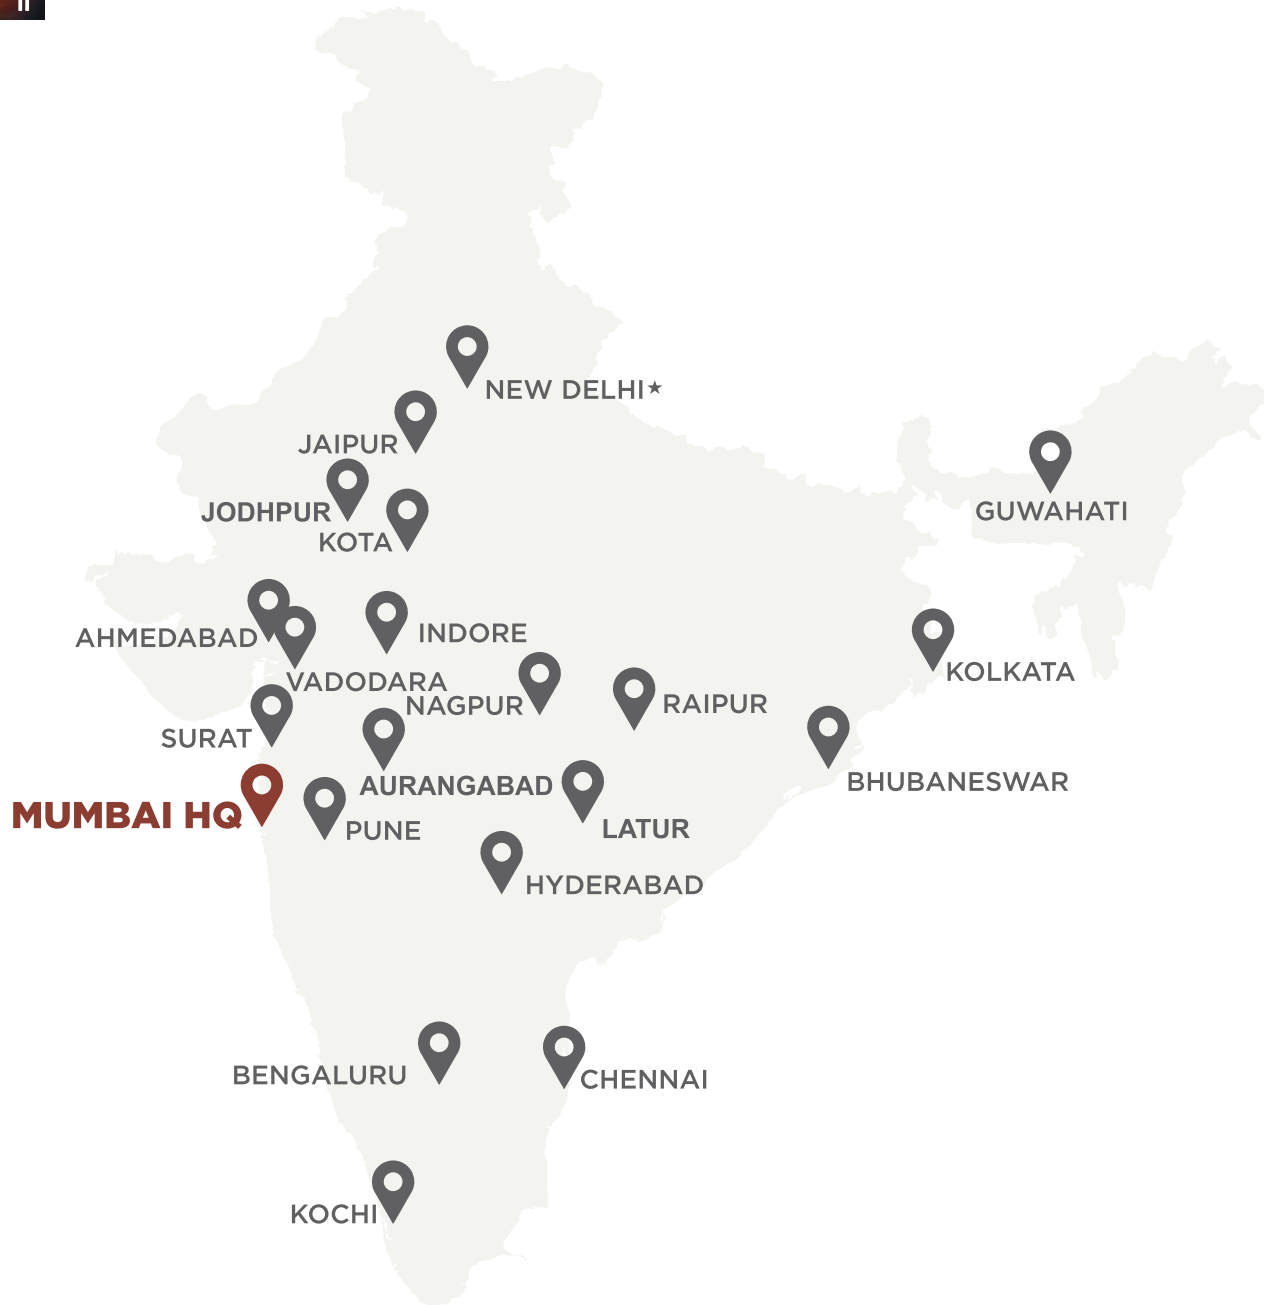 NEW DELHI★
JAIPUR
JODHPUR
GUWAHATI
KOTA
AHMEDABAD
INDORE
KOLKATA
VADODARA
NAGPUR
RAIPUR
SURAT
BHUBANESWAR
AURANGABAD
MUMBAI HQ
PUNE
LATUR
HYDERABAD
BENGALURU
CHENNAI
KOCHI